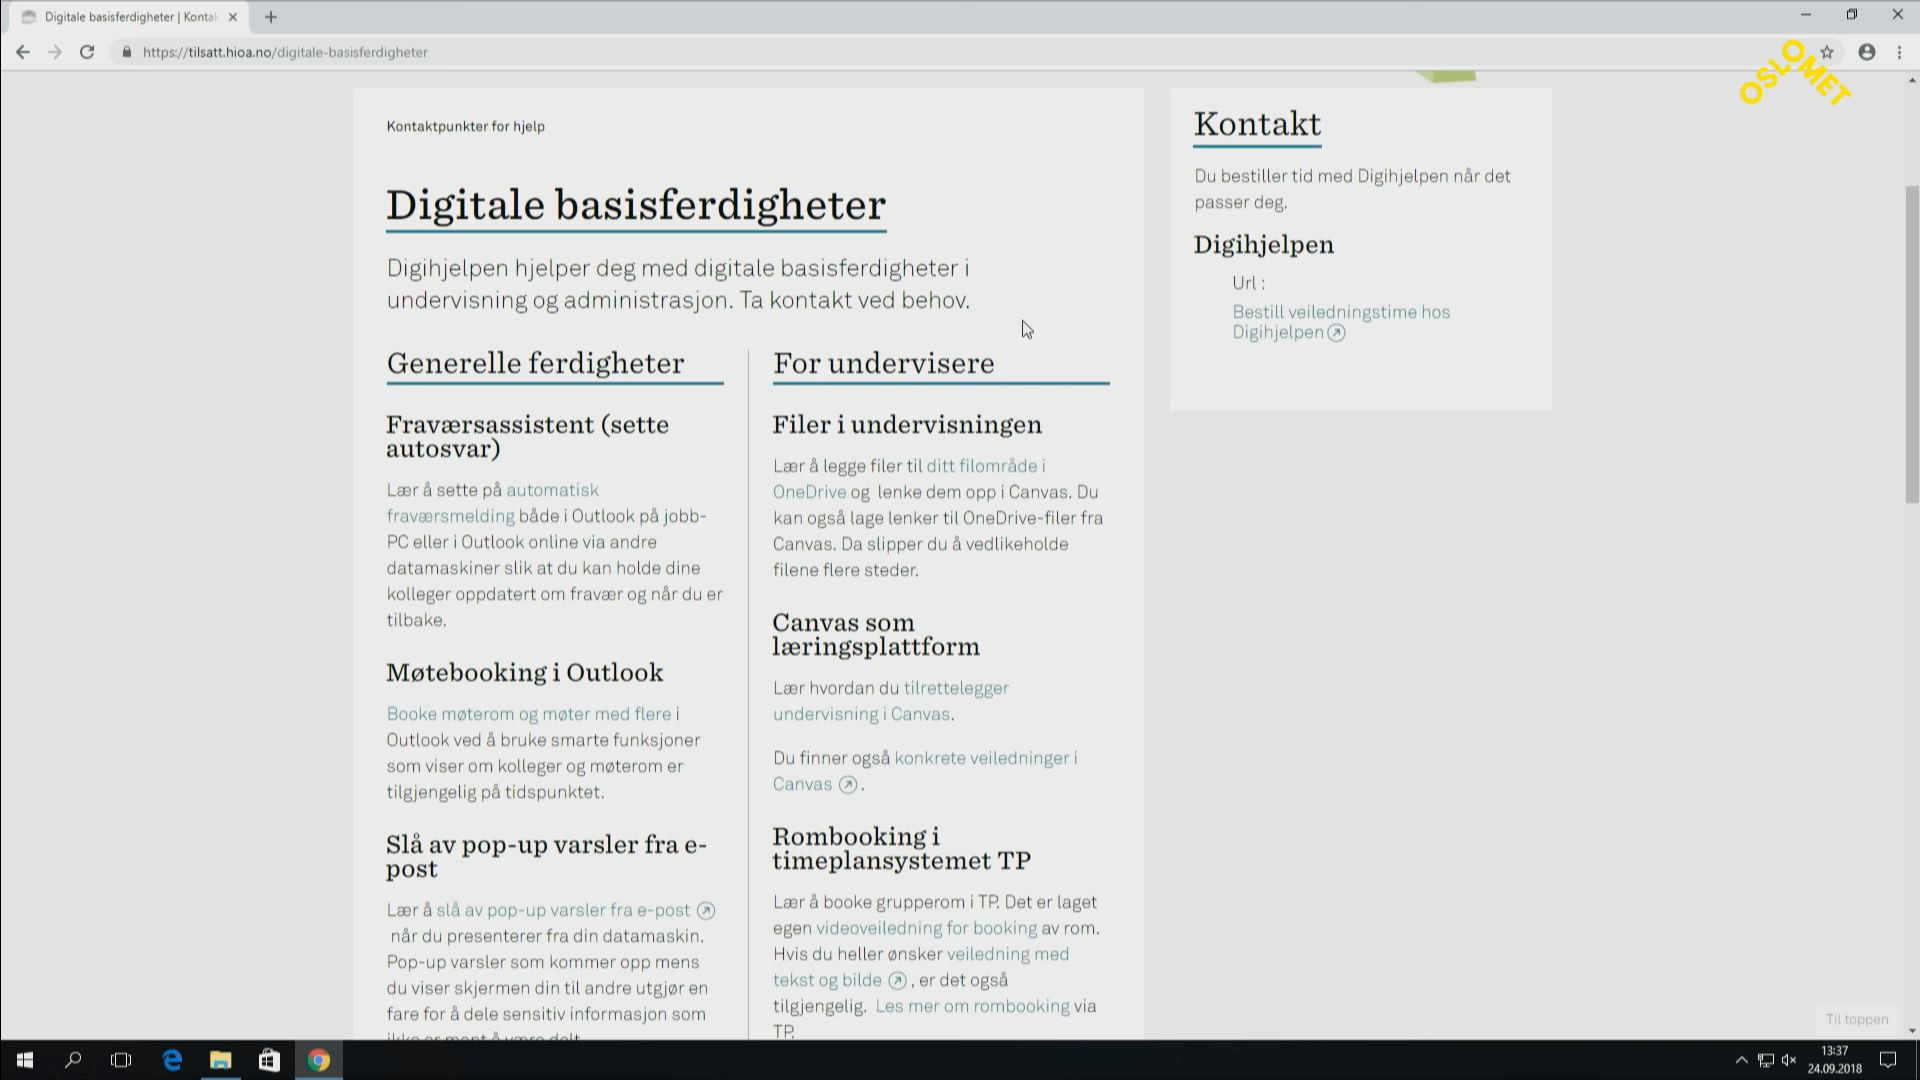 Digitale basisferdigheter | Konta
https://tilsatt.hioa.no/digitale-basisferdigheter
OSLOMET
Kontaktpunkter for hjelp
Digitale basisferdigheter
Digihjelpen hjelper deg med digitale basisferdigheter i
undervisning og administrasjon. Ta kontakt ved behov.
Generelle ferdigheter
Fraværsassistent (sette
autosvar)
Lær å sette på automatisk
fraværsmelding både i Outlook på jobb-
PC eller i Outlook online via andre
datamaskiner slik at du kan holde dine
kolleger oppdatert om fravær og når du er
tilbake.
Møtebooking i Outlook
Booke møterom og møter med flere i
Outlook ved å bruke smarte funksjoner
som viser om kolleger og møterom er
tilgjengelig på tidspunktet.
Slå av pop-up varsler fra e-
post
Lær å slå av pop-up varsler fra e-post
når du presenterer fra din datamaskin.
Pop-up varsler som kommer opp mens
du viser skjermen din til andre utgjør en
fare for å dele sensitiv informasjon som
ikke er ment å være delt.
For undervisere
Filer i undervisningen
Lær å legge filer til ditt filområde i
OneDrive og lenke dem opp i Canvas. Du
kan også lage lenker til OneDrive-filer fra
Canvas. Da slipper du å vedlikeholde
filene flere steder.
Canvas som
læringsplattform
Lær hvordan du tilrettelegger
undervisning i Canvas.
Du finner også konkrete veiledninger i
Canvas .
Rombooking i
timeplansystemet TP
Lær å booke grupperom i TP. Det er laget
egen videoveiledning for booking av rom.
Hvis du heller ønsker veiledning med
tekst og bilde , er det også
tilgjengelig. Les mer om rombooking via
TP.
Kontakt
Du bestiller tid med Digihjelpen når det
passer deg.
Digihjelpen
Url :
Bestill veiledningstime hos
Digihjelpen
Til toppen
13:37
24.09.2018